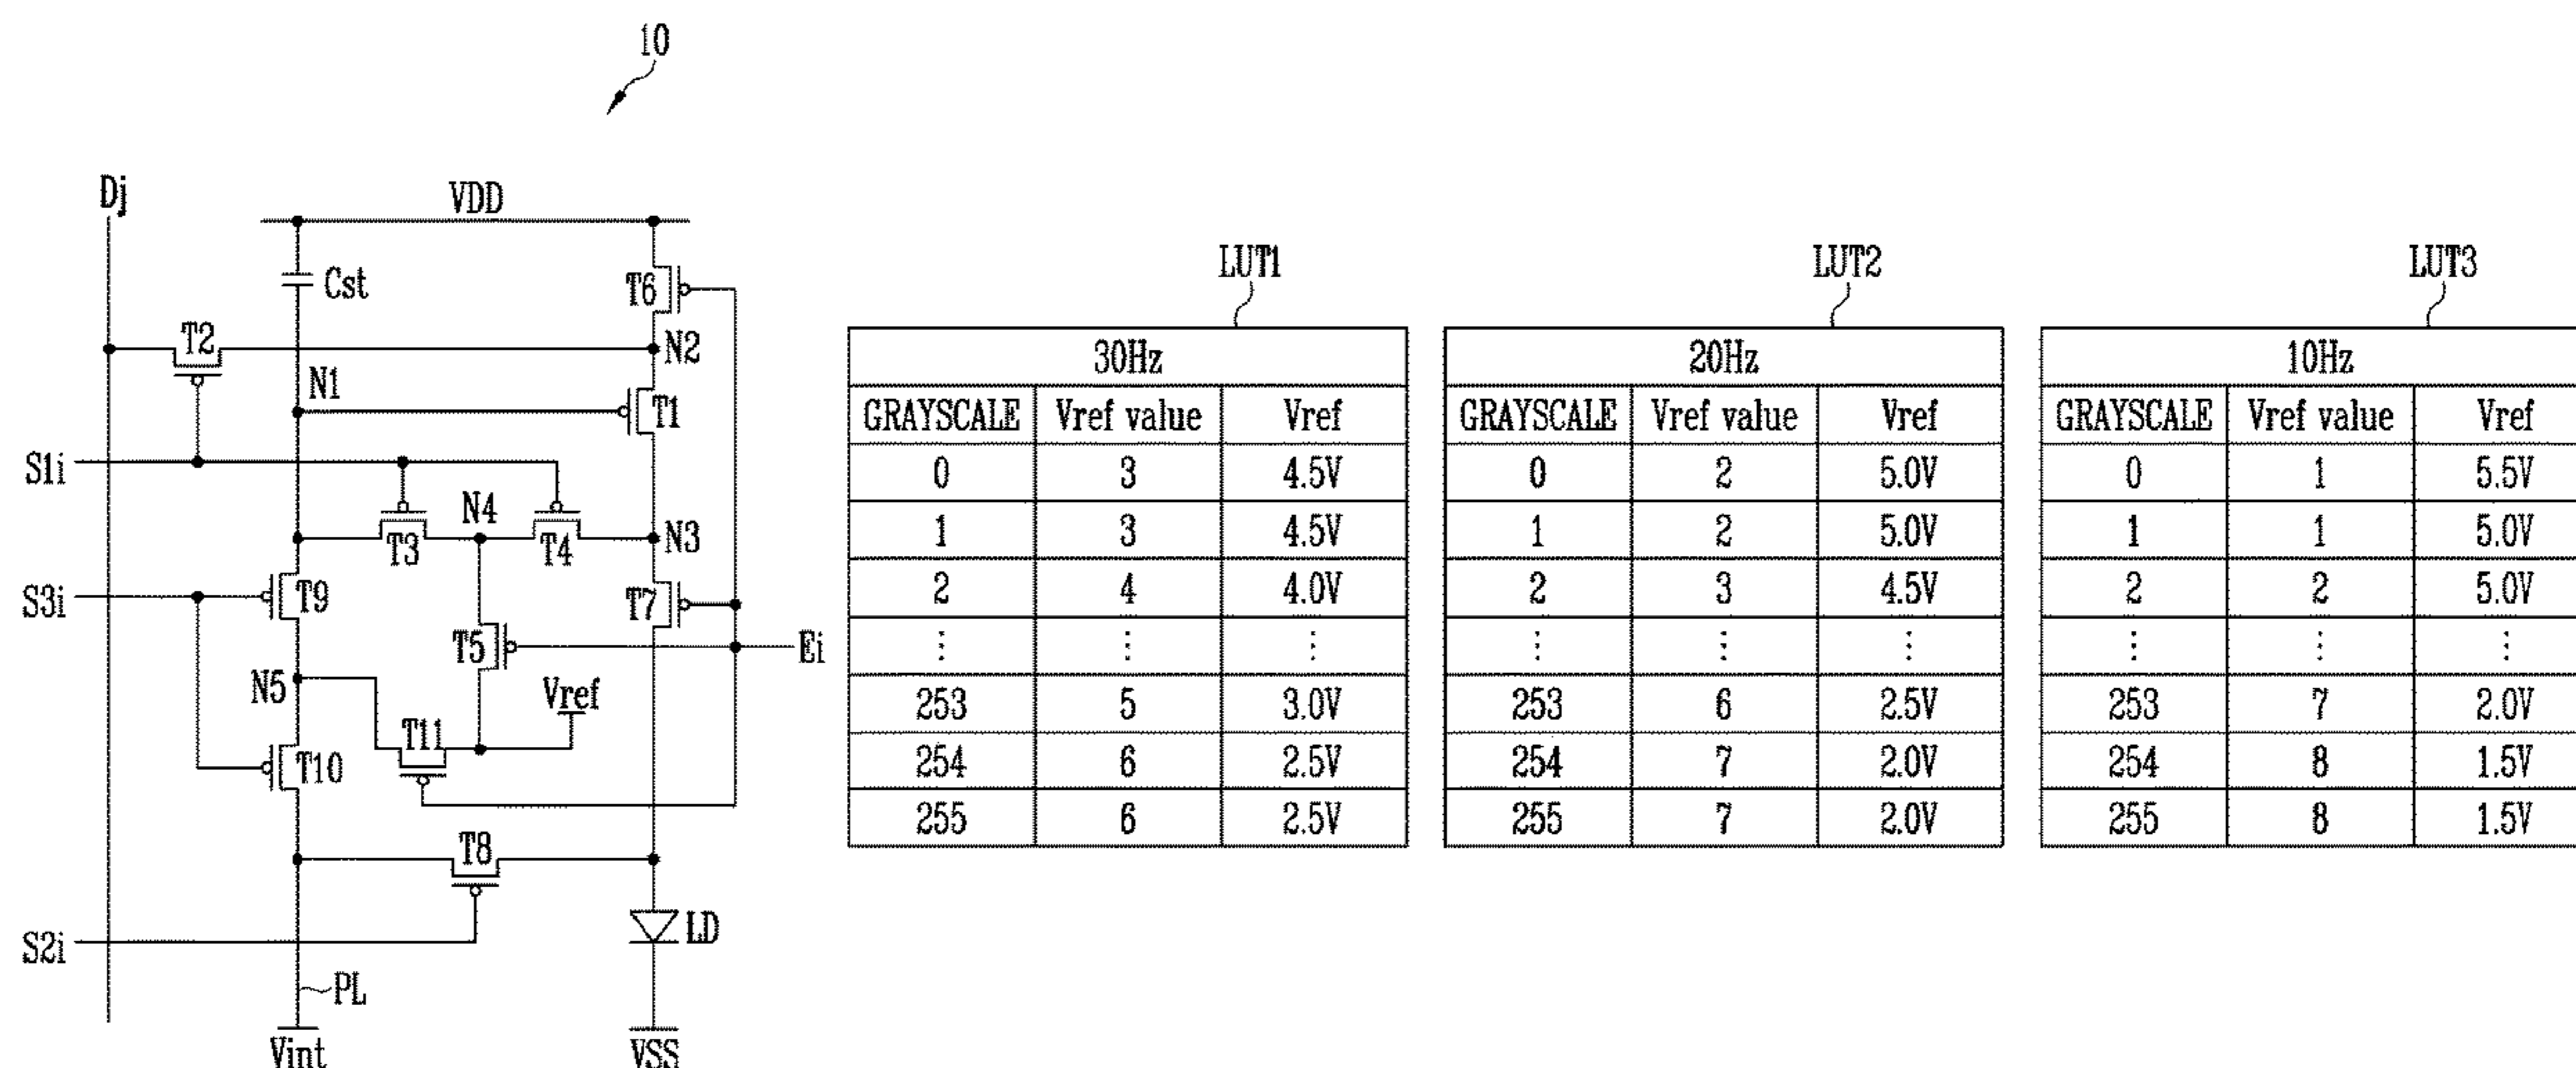 10
Dj
VDD
Cst
T6
T2
N2
N1
T1
S1i
N4
T3
T4
N3
S3i
T9
T7
T5
Ei
N5
Vref
T11
T10
T8
LD
S2i
PL
Vint
VSS
LUT1
30Hz
GRAYSCALE Vref value Vref
0 3 4.5V
1 3 4.5V
2 4 4.0V
⋮ ⋮ ⋮
253 5 3.0V
254 6 2.5V
255 6 2.5V
LUT2
20Hz
GRAYSCALE Vref value Vref
0 2 5.0V
1 2 5.0V
2 3 4.5V
⋮ ⋮ ⋮
253 6 2.5V
254 7 2.0V
255 7 2.0V
LUT3
10Hz
GRAYSCALE Vref value Vref
0 1 5.5V
1 1 5.0V
2 2 5.0V
⋮ ⋮ ⋮
253 7 2.0V
254 8 1.5V
255 8 1.5V